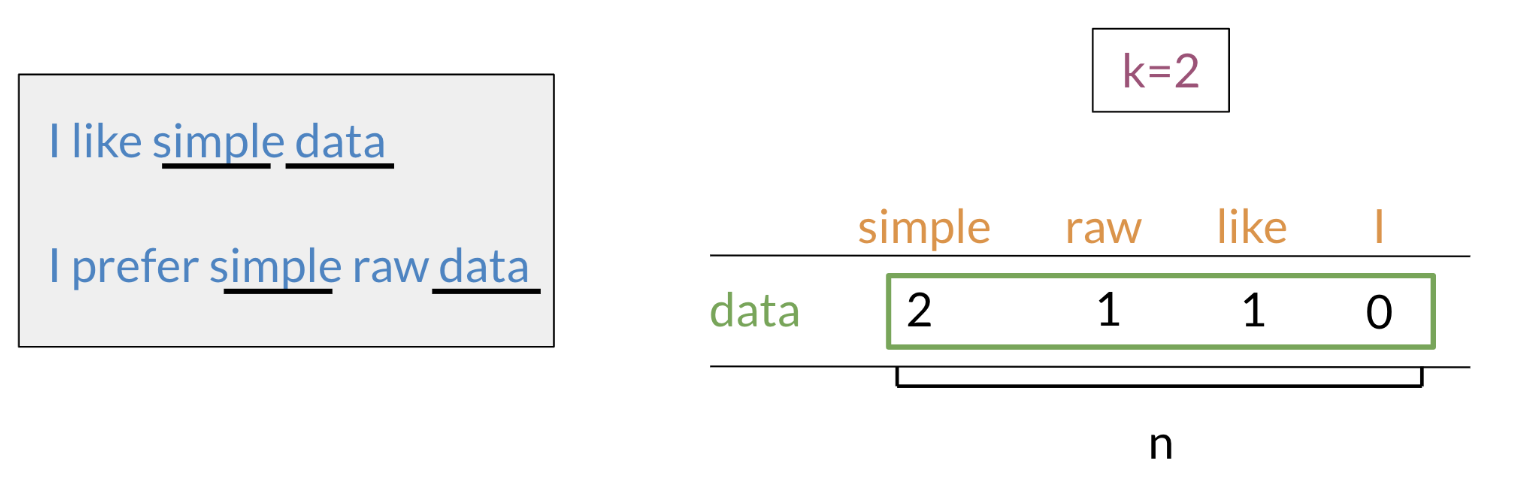 I like simple data
I prefer simple raw data
k=2
simple raw like I
data 2 1 1 0
n